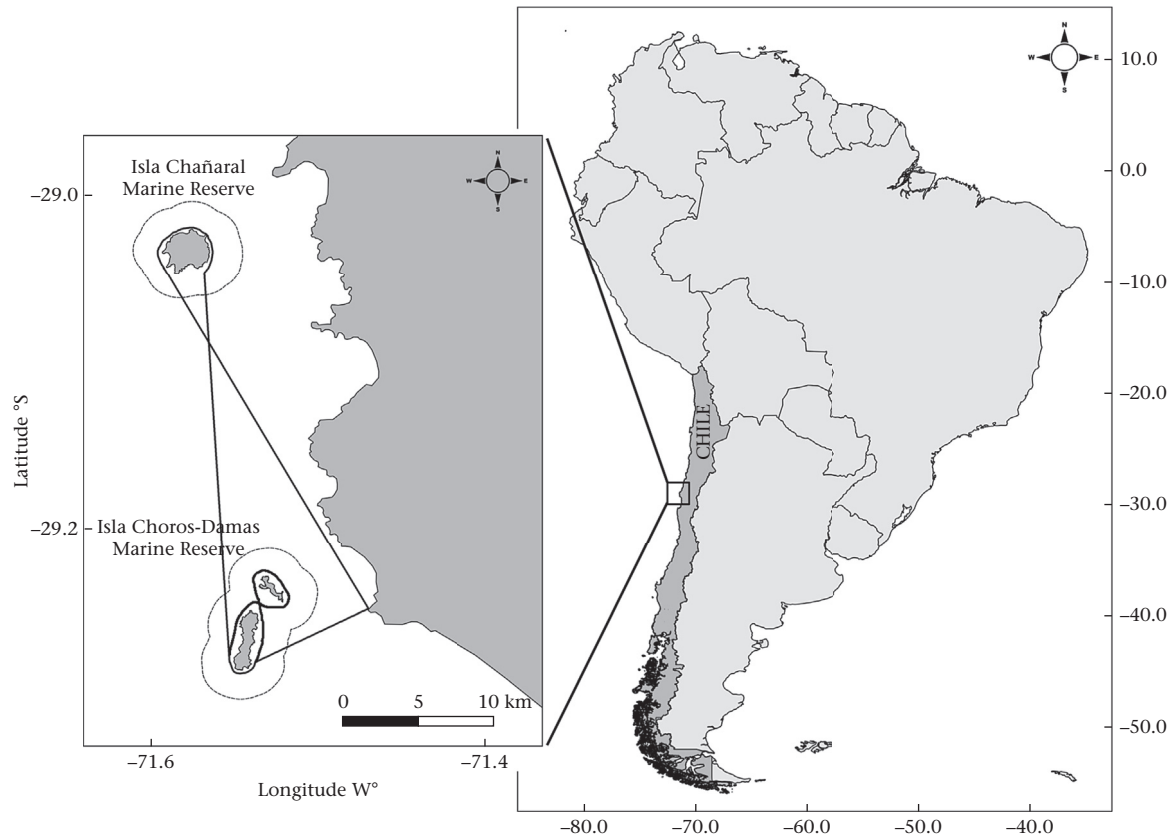 N
W
E
S
10.0
0.0
–10.0
–20.0
–30.0
–40.0
–50.0
CHILE
–80.0
–70.0
–60.0
–50.0
–40.0
Isla Chañaral
Marine Reserve
N
W
E
S
–29.0
Latitude °S
–29.2
Isla Choros-Damas
Marine Reserve
0
5
10 km
–71.6
–71.4
Longitude W°